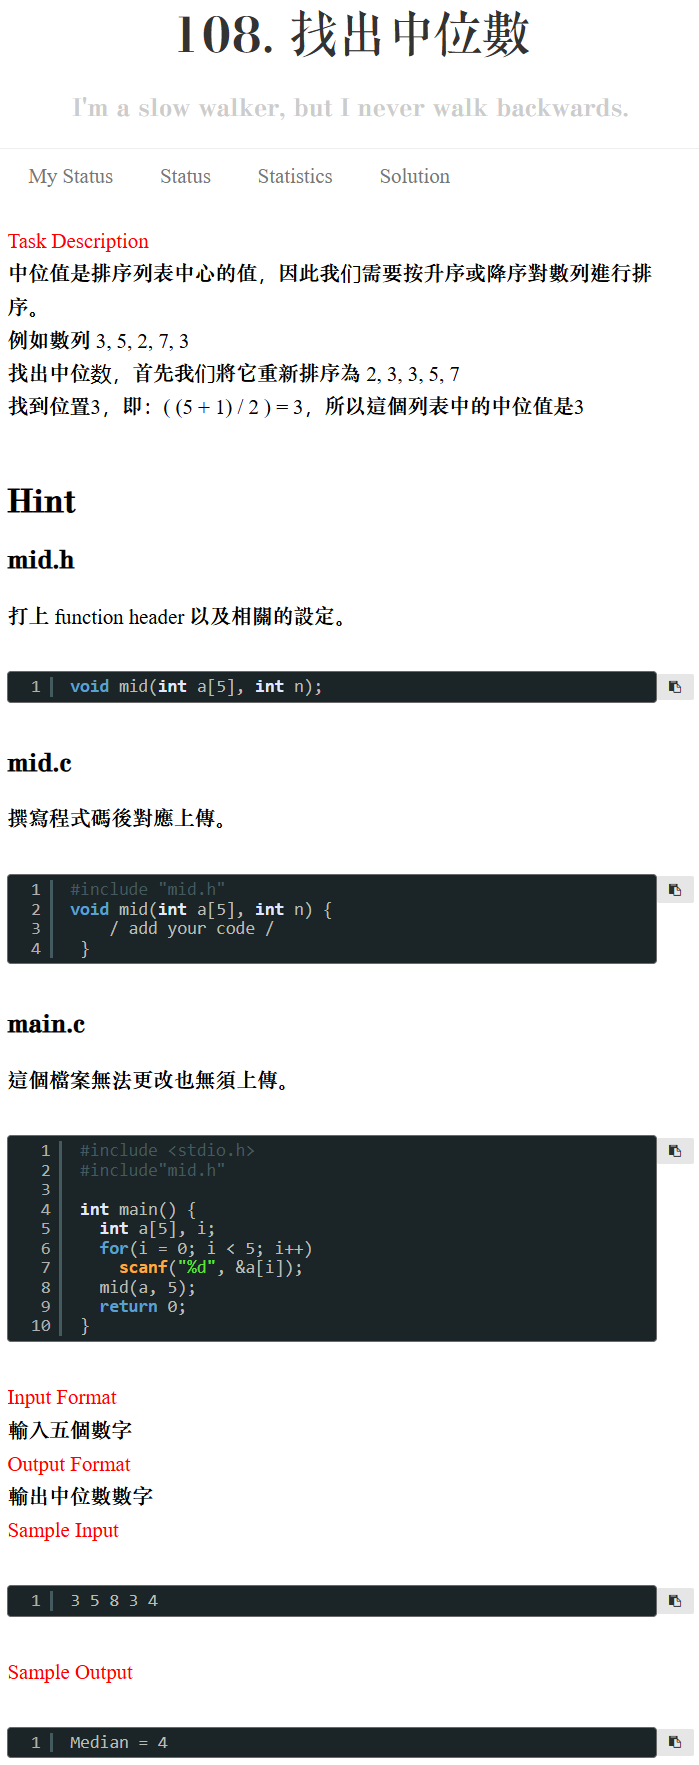 108. 找出中位數
I'm a slow walker, but I never walk backwards.
My Status Status Statistics Solution
Task Description
中位值是排序列表中心的值，因此我们需要按升序或降序對數列進行排
序。
例如數列 3, 5, 2, 7, 3
找出中位数，首先我们將它重新排序為 2, 3, 3, 5, 7
找到位置3，即：( (5 + 1) / 2 ) = 3，所以這個列表中的中位值是3
Hint
mid.h
打上 function header 以及相關的設定。
1 void mid(int a[5], int n);
mid.c
撰寫程式碼後對應上傳。
1 #include "mid.h"
2 void mid(int a[5], int n) {
3     / add your code /
4  }
main.c
這個檔案無法更改也無須上傳。
1 #include <stdio.h>
2 #include"mid.h"
3
4 int main() {
5   int a[5], i;
6   for(i = 0; i < 5; i++)
7     scanf("%d", &a[i]);
8   mid(a, 5);
9   return 0;
10 }
Input Format
輸入五個數字
Output Format
輸出中位數數字
Sample Input
1 3 5 8 3 4
Sample Output
1 Median = 4